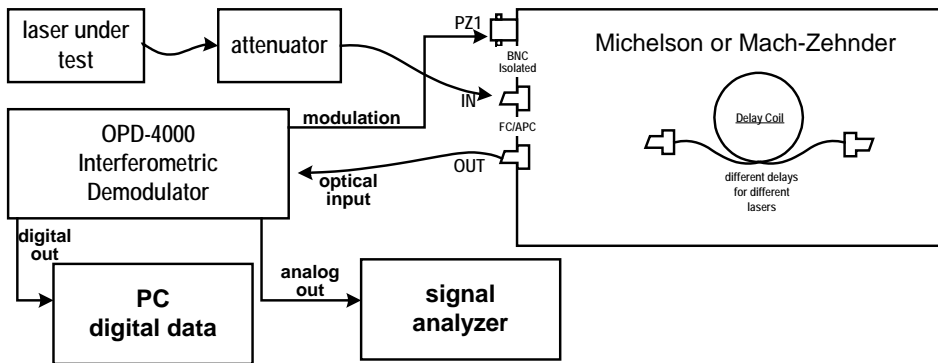 laser under
test
attenuator
PZ1
BNC
Isolated
IN
FC/APC
OUT
Michelson or Mach-Zehnder
Delay Coil
different delays
for different
lasers
modulation
OPD-4000
Interferometric
Demodulator
optical
input
digital
out
analog
out
PC
digital data
signal
analyzer